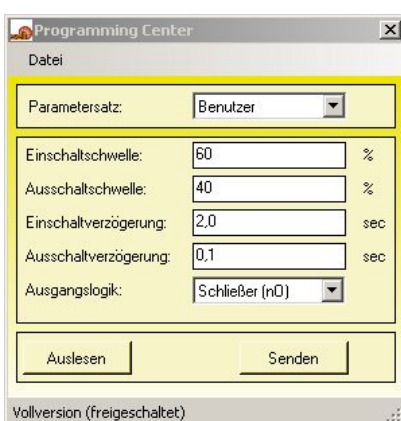 Programming Center
Datei
Parametersatz: Benutzer
Einschaltschwelle: 60 %
Ausschaltschwelle: 40 %
Einschaltverzögerung: 2,0 sec
Ausschaltverzögerung: 0,1 sec
Ausgangslogik: Schließer (nO)
Auslesen Senden
Vollversion (freigeschaltet)